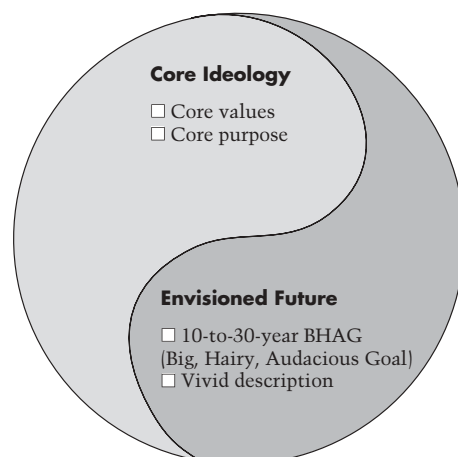 Core Ideology
☐ Core values
☐ Core purpose
Envisioned Future
☐ 10-to-30-year BHAG
(Big, Hairy, Audacious Goal)
☐ Vivid description